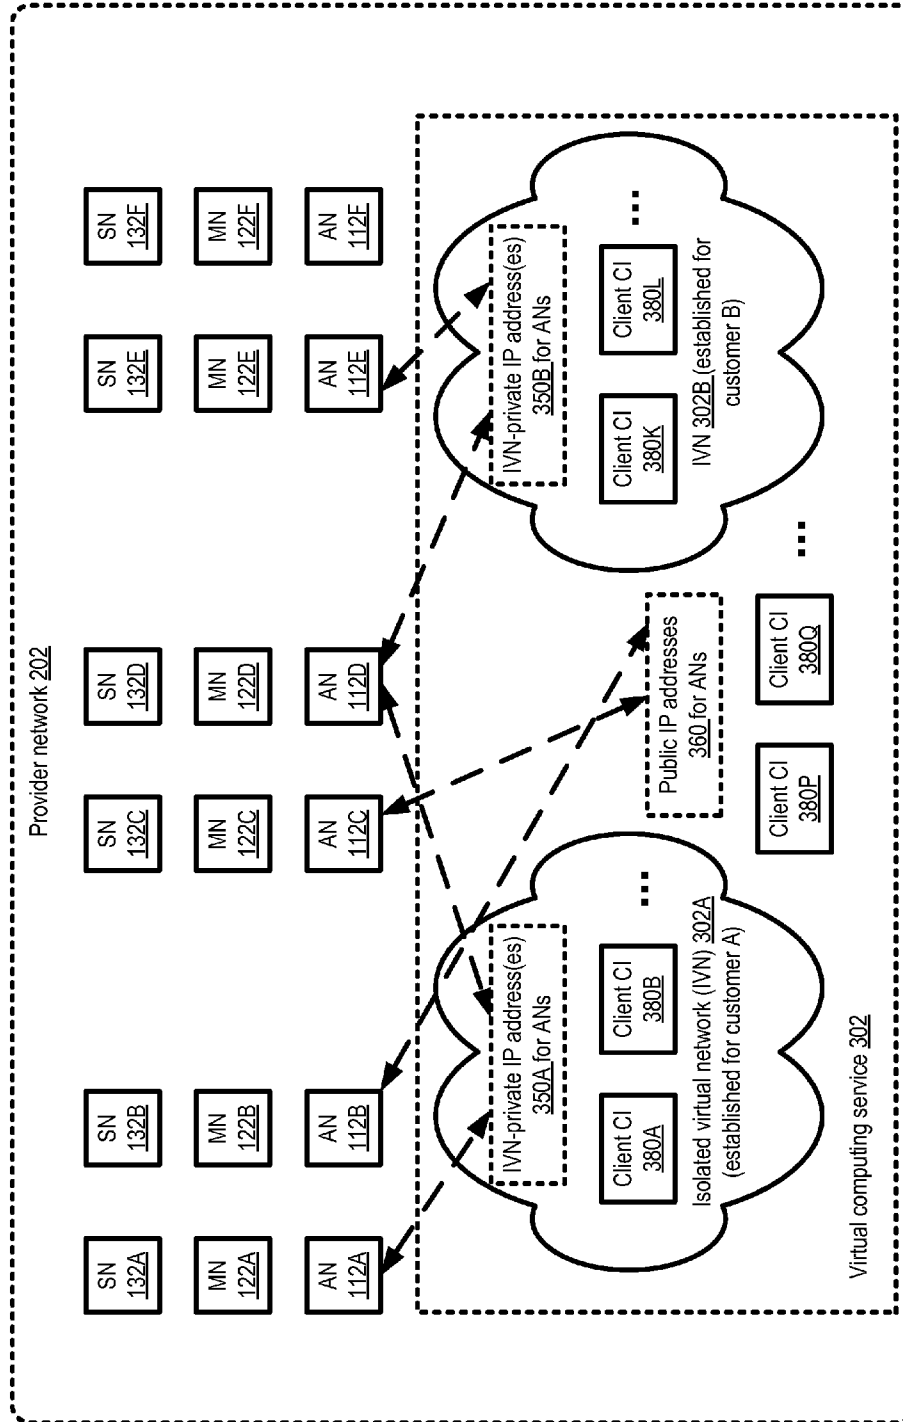 Provider network 202
SN
132A
SN
132B
SN
132C
SN
132D
SN
132E
SN
132F
MN
122A
MN
122B
MN
122C
MN
122D
MN
122E
MN
122F
AN
112A
AN
112B
AN
112C
AN
112D
AN
112E
AN
112F
IVN-private IP address(es)
350A for ANs
Client CI
380A
Client CI
380B
...
Isolated virtual network (IVN) 302A
(established for customer A)
Public IP addresses
360 for ANs
Client CI
380P
Client CI
380Q
...
IVN-private IP address(es)
350B for ANs
Client CI
380K
Client CI
380L
...
IVN 302B (established for
customer B)
Virtual computing service 302